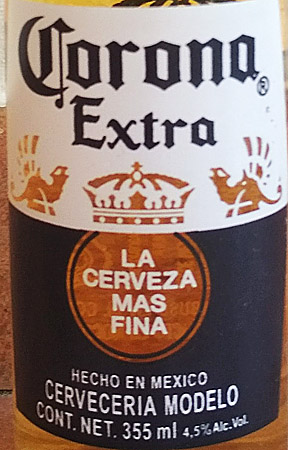 Corona®
Extra
LA
CERVEZA
MAS
FINA
HECHO EN MEXICO
CERVECERIA MODELO
CONT. NET. 355 ml 4,5% Alc. Vol.